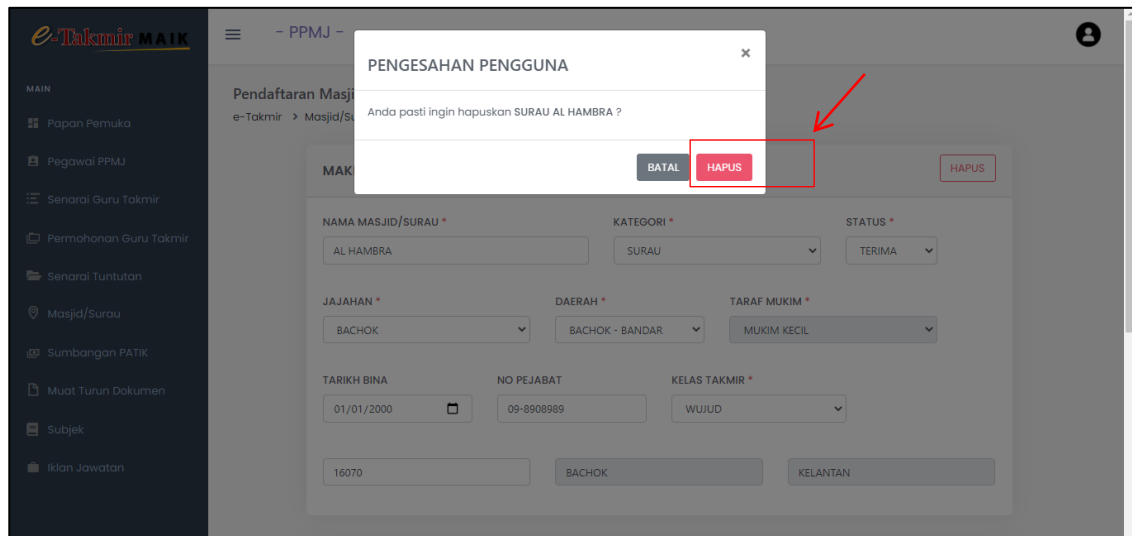 e-Takmir MAIK
- PPMJ -
MAIN
Papan Pemuka
Pegawai PPMJ
Senarai Guru Takmir
Permohonan Guru Takmir
Senarai Tuntutan
Masjid/Surau
Sumbangan PATIK
Muat Turun Dokumen
Subjek
Iklan Jawatan
PENGESAHAN PENGGUNA
×
Anda pasti ingin hapuskan SURAU AL HAMBRA ?
BATAL HAPUS
Pendaftaran Masji
e-Takmir > Masjid/Su
MAK
HAPUS
NAMA MASJID/SURAU * KATEGORI * STATUS *
AL HAMBRA SURAU TERIMA
JAJAHAN * DAERAH * TARAF MUKIM *
BACHOK BACHOK - BANDAR MUKIM KECIL
TARIKH BINA NO PEJABAT KELAS TAKMIR *
01/01/2000 09-8908989 WUJUD
16070 BACHOK KELANTAN